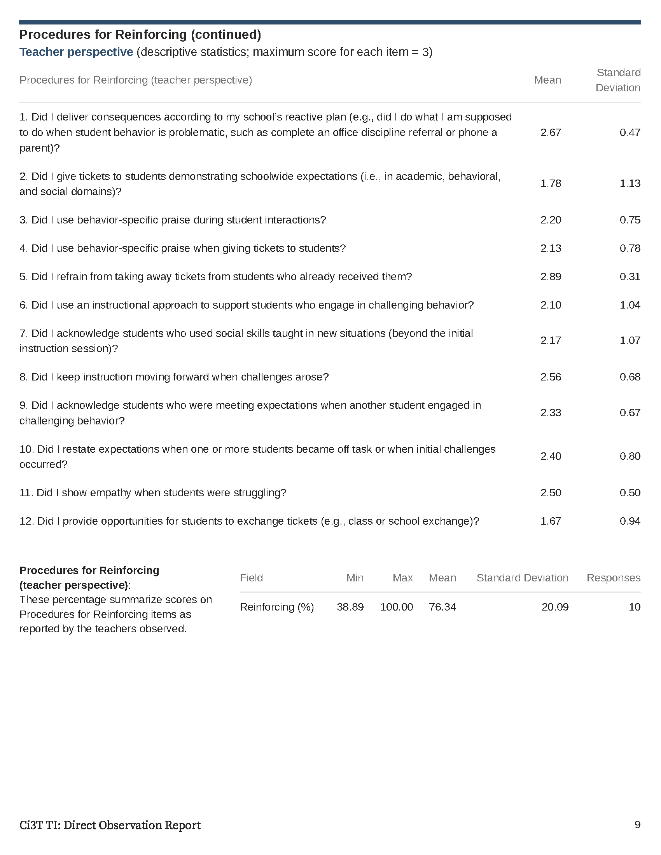 Procedures for Reinforcing (continued)
Teacher perspective (descriptive statistics; maximum score for each item = 3)
Procedures for Reinforcing (teacher perspective) Mean Standard Deviation
1. Did I deliver consequences according to my school's reactive plan (e.g., did I do what I am supposed
to do when student behavior is problematic, such as complete an office discipline referral or phone a
parent)? 2.67 0.47
2. Did I give tickets to students demonstrating schoolwide expectations (i.e., in academic, behavioral,
and social domains)? 1.78 1.13
3. Did I use behavior-specific praise during student interactions? 2.20 0.75
4. Did I use behavior-specific praise when giving tickets to students? 2.13 0.78
5. Did I refrain from taking away tickets from students who already received them? 2.89 0.31
6. Did I use an instructional approach to support students who engage in challenging behavior? 2.10 1.04
7. Did I acknowledge students who used social skills taught in new situations (beyond the initial
instruction session)? 2.17 1.07
8. Did I keep instruction moving forward when challenges arose? 2.56 0.68
9. Did I acknowledge students who were meeting expectations when another student engaged in
challenging behavior? 2.33 0.67
10. Did I restate expectations when one or more students became off task or when initial challenges
occurred? 2.40 0.80
11. Did I show empathy when students were struggling? 2.50 0.50
12. Did I provide opportunities for students to exchange tickets (e.g., class or school exchange)? 1.67 0.94
Procedures for Reinforcing
(teacher perspective):
These percentage summarize scores on
Procedures for Reinforcing items as
reported by the teachers observed.
Field Min Max Mean Standard Deviation Responses
Reinforcing (%) 38.89 100.00 76.34 20.09 10
Ci3T TI: Direct Observation Report 9